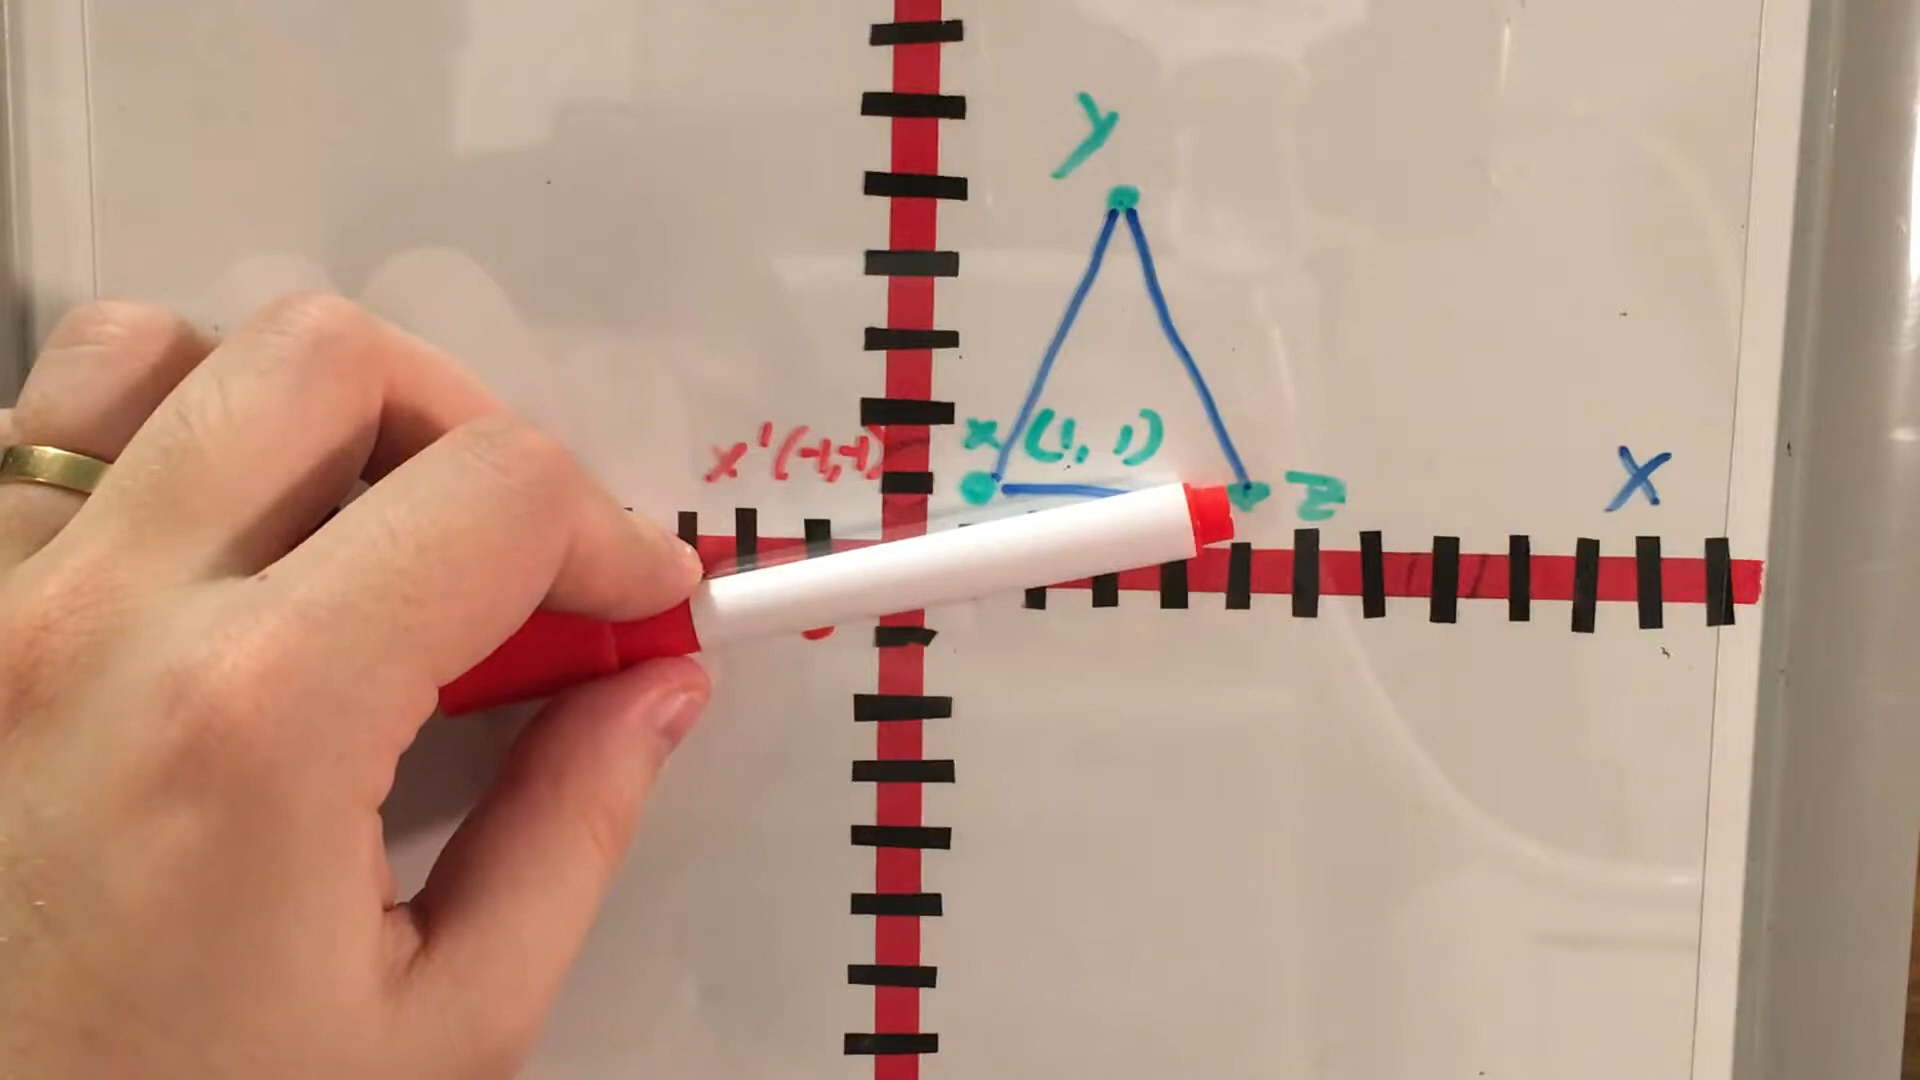 Y
x'(-1,-1)
x (1, 1)
Z
X